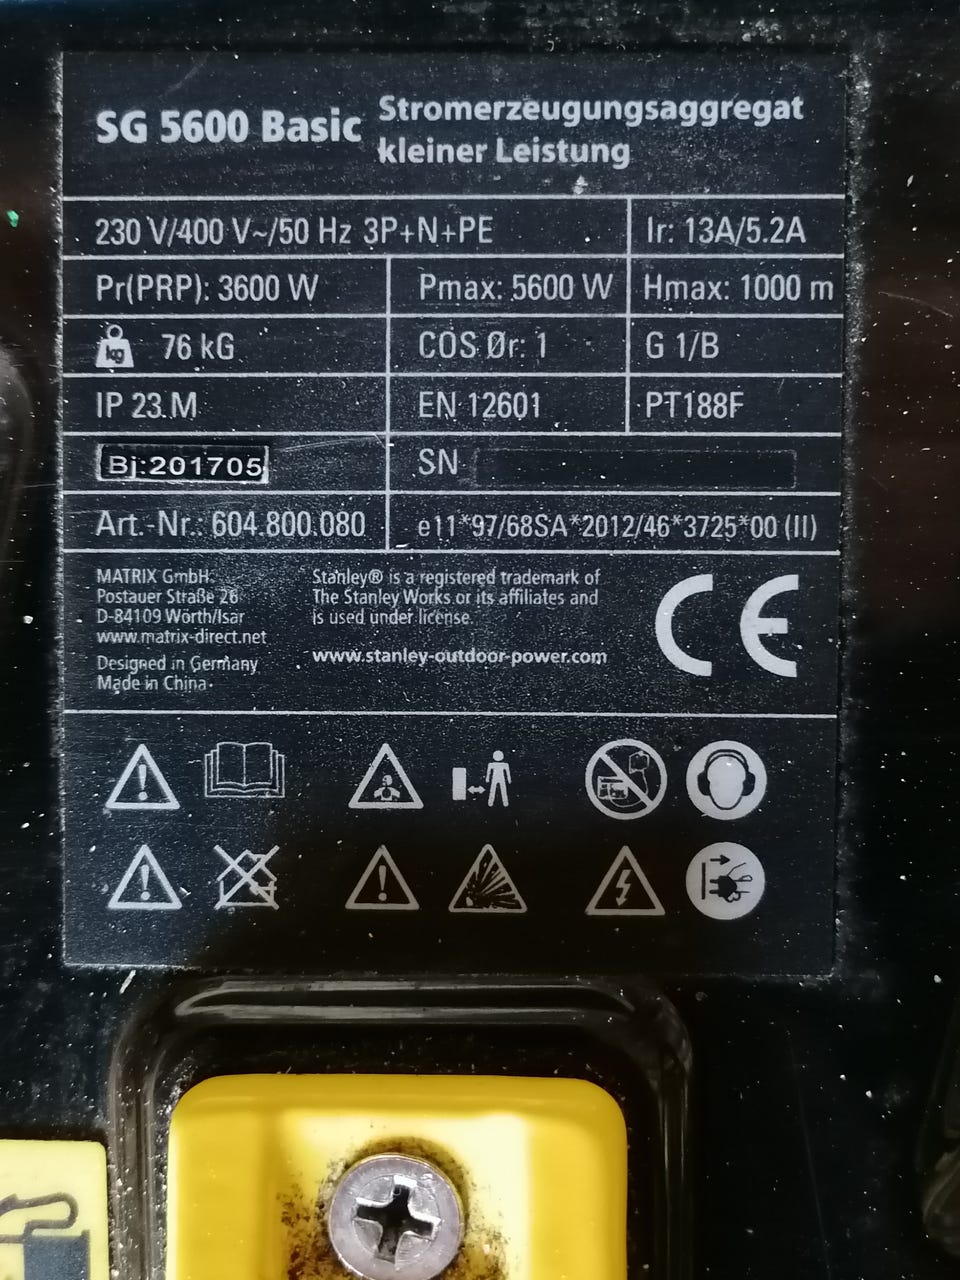 SG 5600 Basic
Stromerzeugungsaggregat
kleiner Leistung
230 V/400 V~/50 Hz 3P+N+PE
Ir: 13A/5.2A
Pr(PRP): 3600 W
Pmax: 5600 W
Hmax: 1000 m
kg 76 kG
COS Ør: 1
G 1/B
IP 23.M
EN 12601
PT188F
Bj:201705
SN
Art.-Nr.: 604.800.080
e11*97/68SA*2012/46*3725*00 (II)
MATRIX GmbH
Postauer Straße 26
D-84109 Wörth/Isar
www.matrix-direct.net
Designed in Germany
Made in China
Stanley® is a registered trademark of
The Stanley Works or its affiliates and
is used under license.
www.stanley-outdoor-power.com
CE